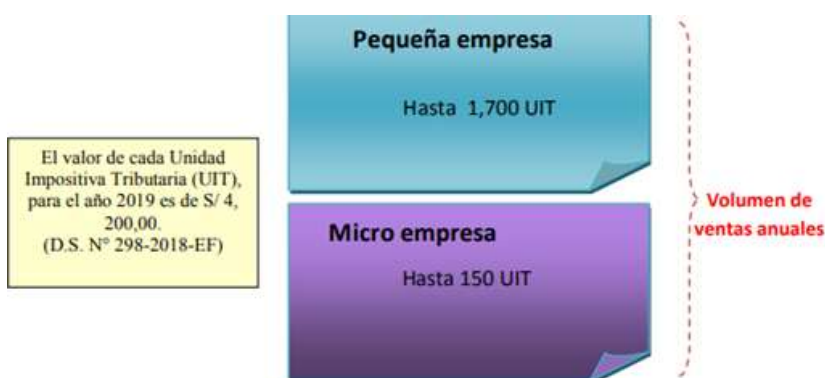 Pequeña empresa
Hasta 1,700 UIT
El valor de cada Unidad
Impositiva Tributaria (UIT),
para el año 2019 es de S/ 4,
200,00.
(D.S. N° 298-2018-EF)
Micro empresa
Hasta 150 UIT
Volumen de
ventas anuales